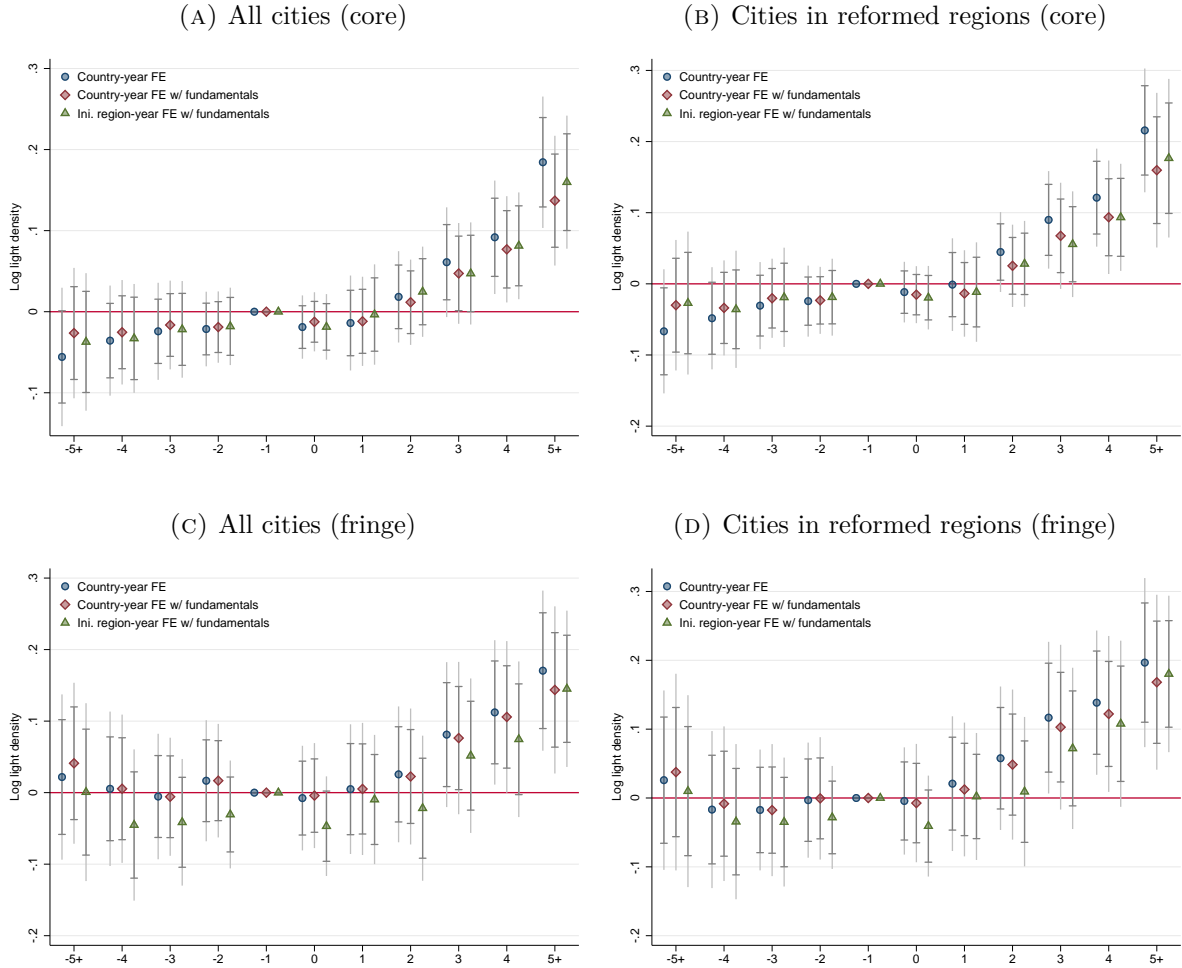 (A) All cities (core)
Log light density
.3
.2
.1
0
-.1
Country-year FE
Country-year FE w/ fundamentals
Ini. region-year FE w/ fundamentals
-5+ -4 -3 -2 -1 0 1 2 3 4 5+
(B) Cities in reformed regions (core)
Log light density
.3
.2
.1
0
-.1
-.2
Country-year FE
Country-year FE w/ fundamentals
Ini. region-year FE w/ fundamentals
-5+ -4 -3 -2 -1 0 1 2 3 4 5+
(C) All cities (fringe)
Log light density
.3
.2
.1
0
-.1
-.2
Country-year FE
Country-year FE w/ fundamentals
Ini. region-year FE w/ fundamentals
-5+ -4 -3 -2 -1 0 1 2 3 4 5+
(D) Cities in reformed regions (fringe)
Log light density
.3
.2
.1
0
-.1
-.2
Country-year FE
Country-year FE w/ fundamentals
Ini. region-year FE w/ fundamentals
-5+ -4 -3 -2 -1 0 1 2 3 4 5+